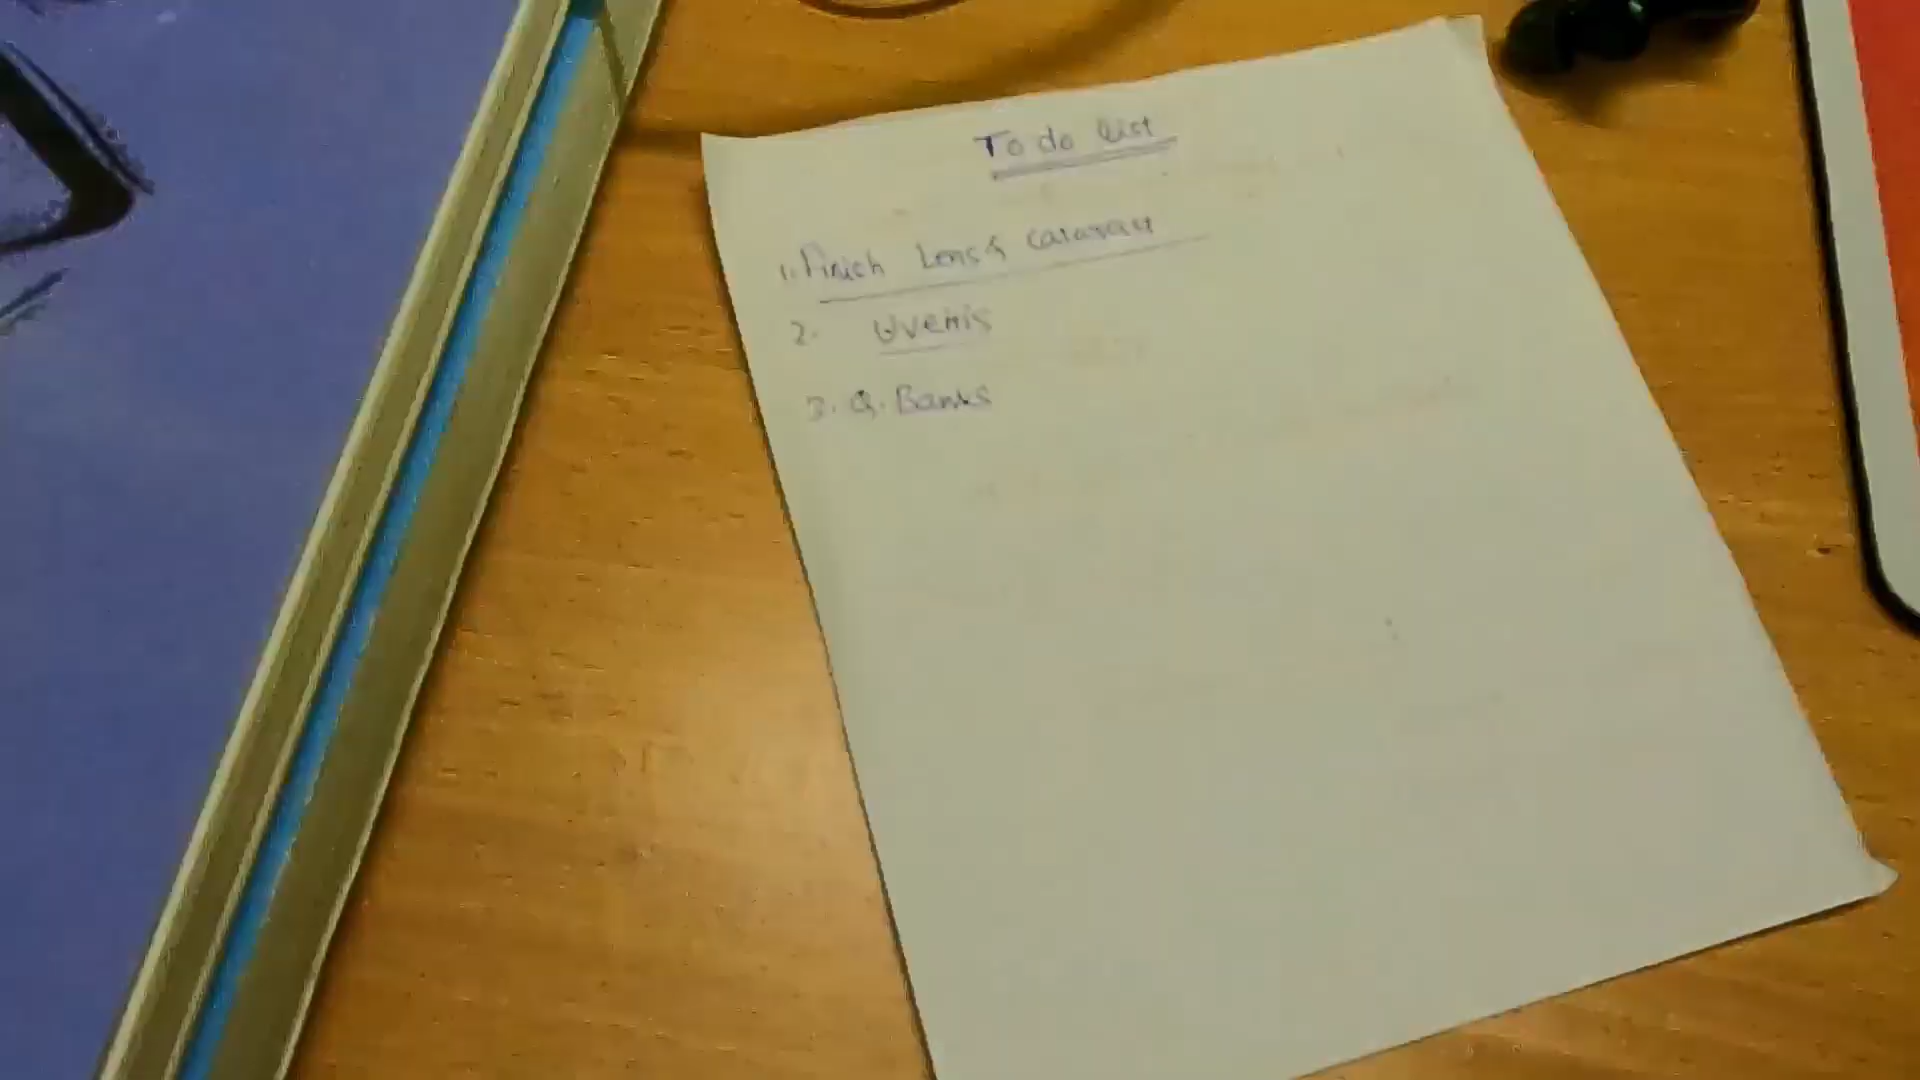 To do list
1. Finish Lens & Cataract
2. Uveitis
3. Q. Banks